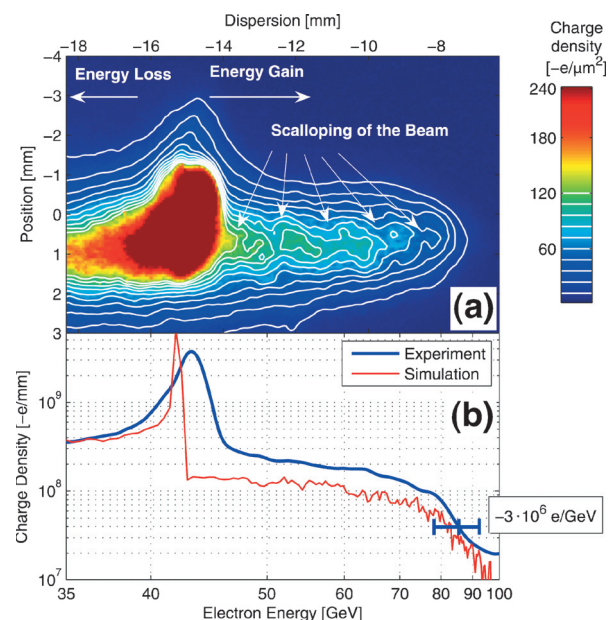 Dispersion [mm]
−18 −16 −14 −12 −10 −8
Charge
density
[−e/µm²]
−4
−3
−2
−1
0
1
2
3
Position [mm]
Energy Loss Energy Gain
Scalloping of the Beam
(a)
240
180
120
60
Experiment
Simulation
(b)
−3·10⁶ e/GeV
Charge Density [−e/mm]
10⁹
10⁸
10⁷
35 40 50 60 70 80 90 100
Electron Energy [GeV]